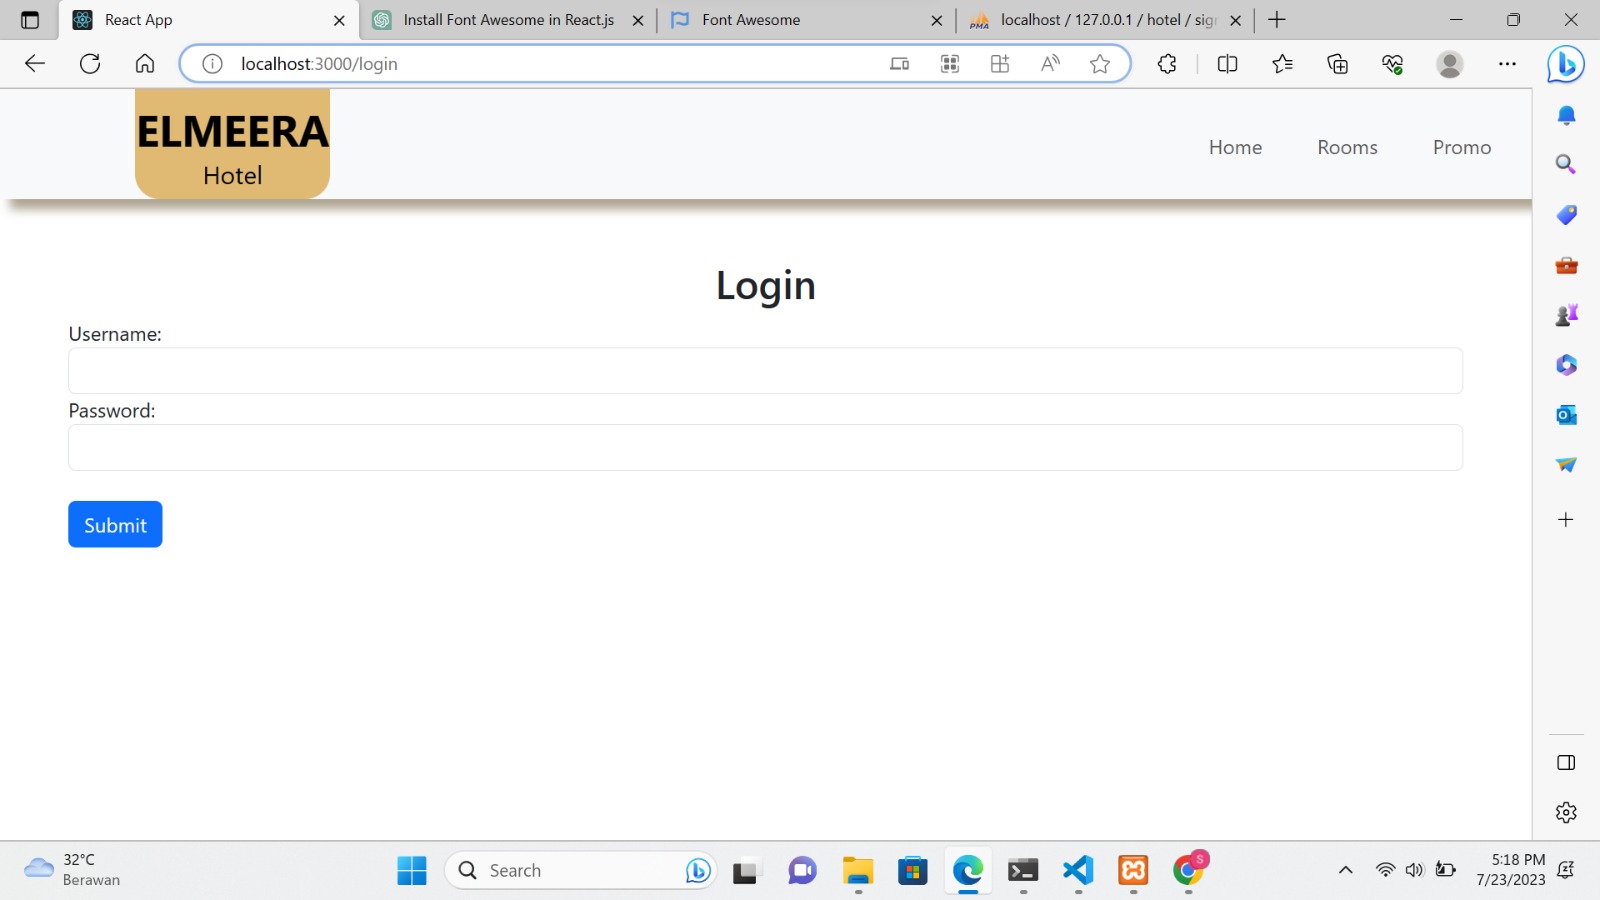 React App
Install Font Awesome in React.js
Font Awesome
localhost / 127.0.0.1 / hotel / sig
localhost:3000/login
ELMEERA
Hotel
Home
Rooms
Promo
Login
Username:
Password:
Submit
32°C
Berawan
Search
S
5:18 PM
7/23/2023